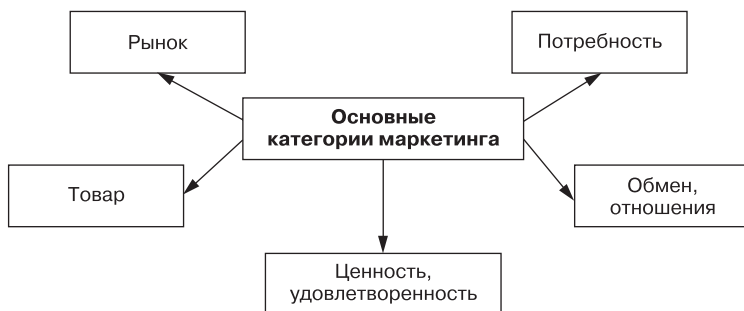 Рынок
Потребность
Основные
категории маркетинга
Товар
Обмен,
отношения
Ценность,
удовлетворенность